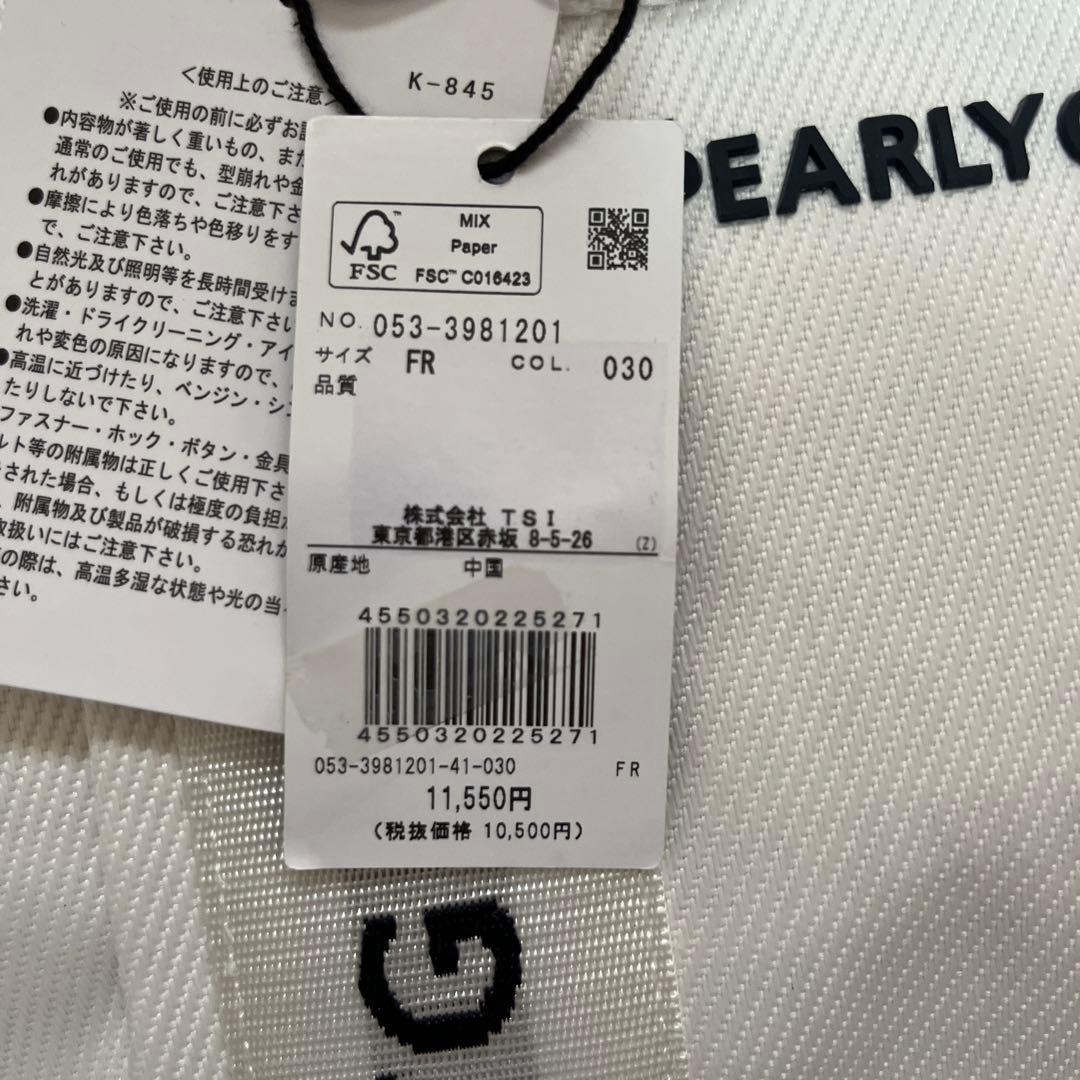 K-845
<使用上のご注意>
※ご使用の前に必ずお
●内容物が著しく重いもの、また
通常のご使用でも、型崩れや金
れがありますので、ご注意下さ
●摩擦により色落ちや色移りをす
で、ご注意下さい。
●自然光及び照明等を長時間受けま
とがありますので、ご注意下さい
●洗濯・ドライクリーニング・アイ
れや変色の原因になりますので、
●高温に近づけたり、ベンジン・シ
たりしないで下さい。
ファスナー・ホック・ボタン・金具
ルト等の附属物は正しくご使用下さ
された場合、もしくは極度の負担が
、附属物及び製品が破損する恐れが
取扱いにはご注意下さい。
の際は、高温多湿な状態や光の当
さい。
FSC™
MIX
Paper
FSC™ C016423
NO. 053-3981201
サイズ FR COL. 030
品質
株式会社 TSI
東京都港区赤坂 8-5-26 (Z)
原産地 中国
4550320225271
4550320225271
053-3981201-41-030 FR
11,550円
(税抜価格 10,500円)
PEARLY
G